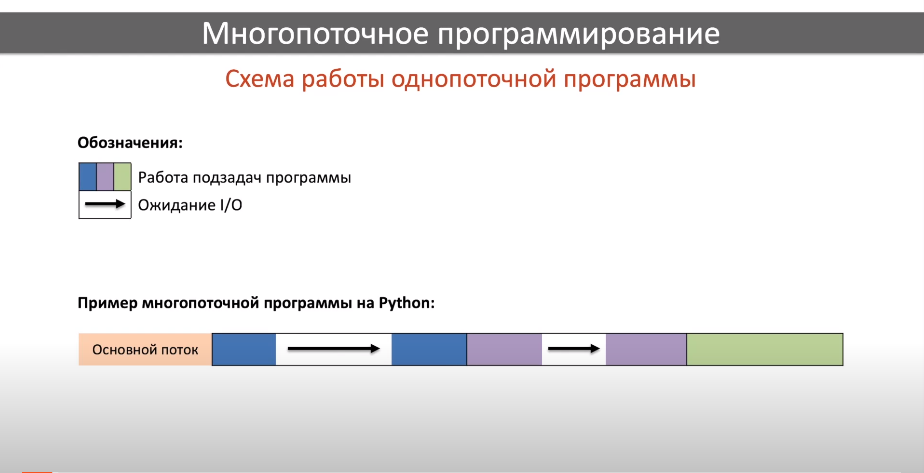 Многопоточное программирование
Схема работы однопоточной программы
Обозначения:
Работа подзадач программы
Ожидание I/O
Пример многопоточной программы на Python:
Основной поток